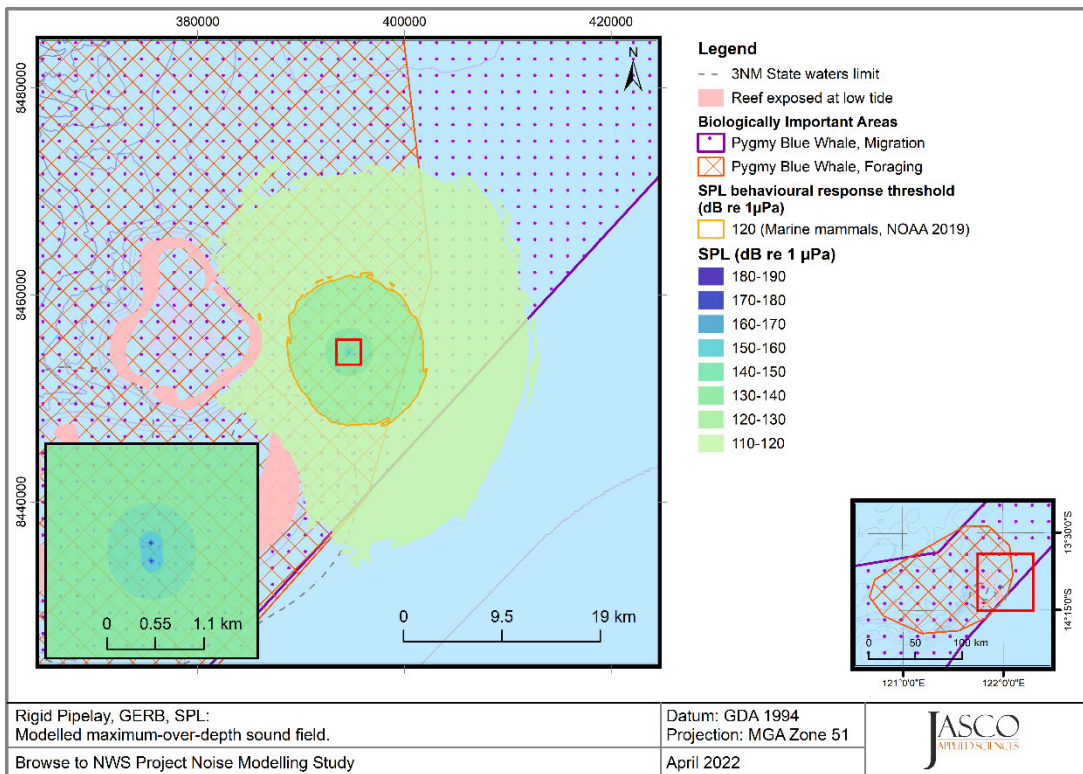 380000
400000
420000
8480000
8460000
8440000
N
0 0.55 1.1 km
0 9.5 19 km
Legend
3NM State waters limit
Reef exposed at low tide
Biologically Important Areas
Pygmy Blue Whale, Migration
Pygmy Blue Whale, Foraging
SPL behavioural response threshold
(dB re 1µPa)
120 (Marine mammals, NOAA 2019)
SPL (dB re 1 µPa)
180-190
170-180
160-170
150-160
140-150
130-140
120-130
110-120
13°30'0"S
14°15'0"S
0 50 100 km
121°0'0"E
122°0'0"E
Rigid Pipelay, GERB, SPL:
Modelled maximum-over-depth sound field.
Browse to NWS Project Noise Modelling Study
Datum: GDA 1994
Projection: MGA Zone 51
April 2022
JASCO
APPLIED SCIENCES